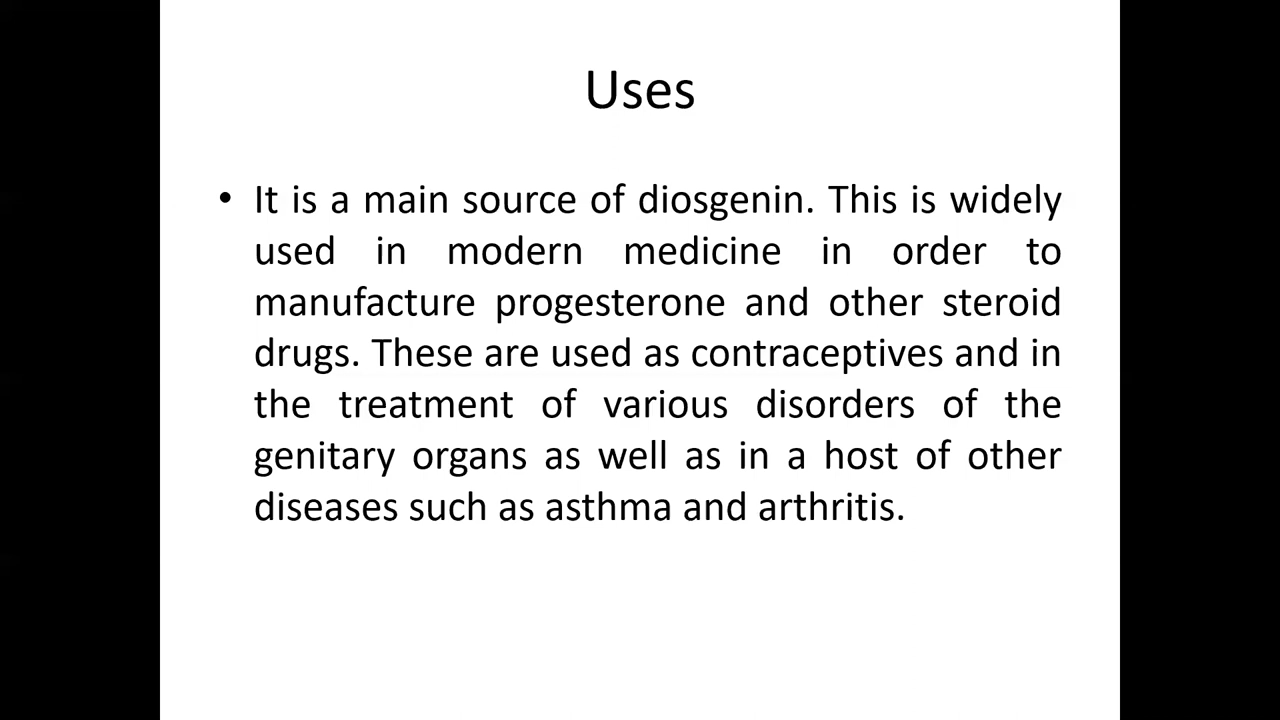 Uses
• It is a main source of diosgenin. This is widely
used in modern medicine in order to
manufacture progesterone and other steroid
drugs. These are used as contraceptives and in
the treatment of various disorders of the
genitary organs as well as in a host of other
diseases such as asthma and arthritis.